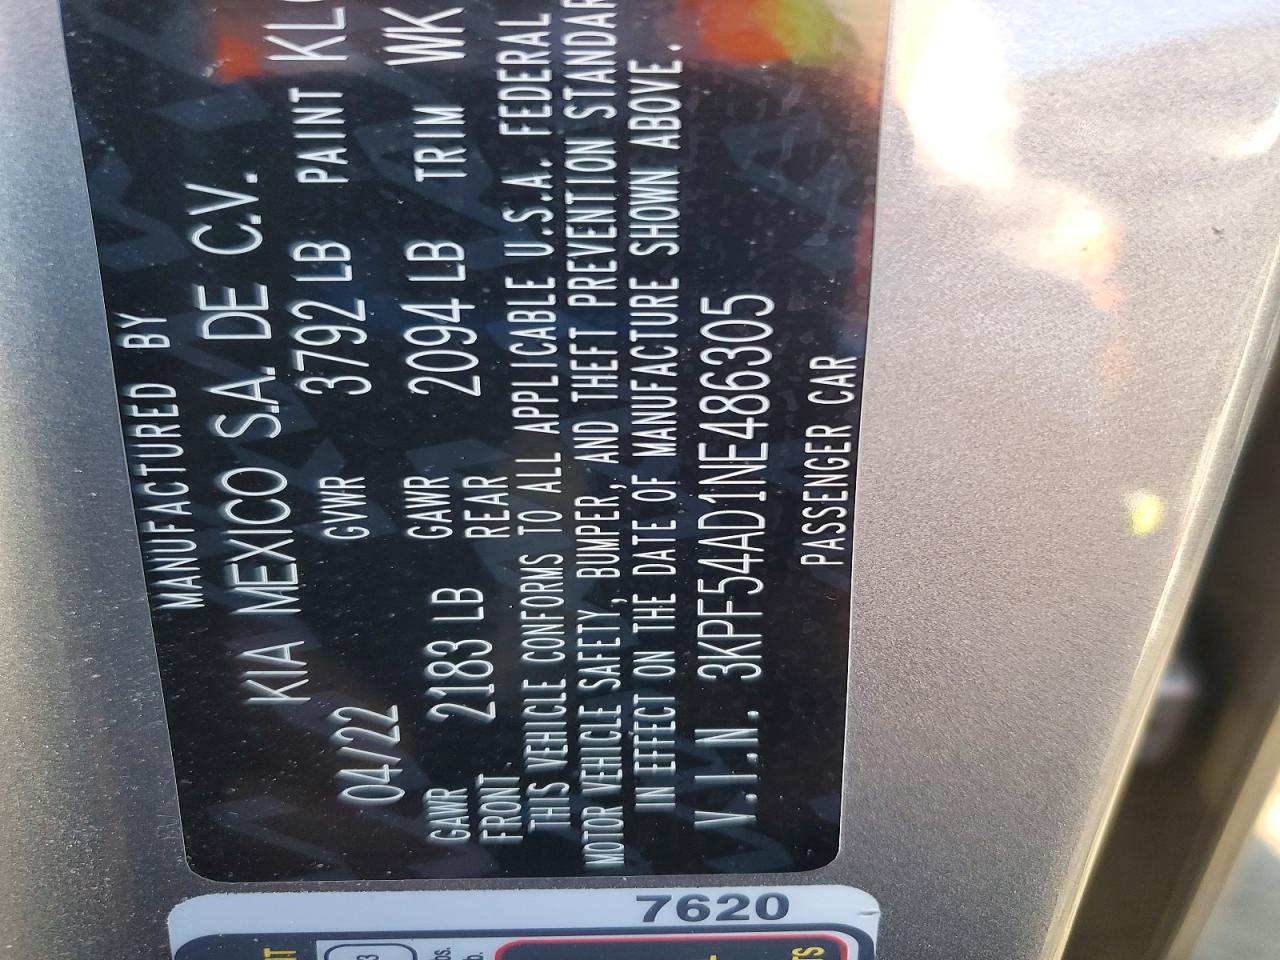 MANUFACTURED BY
KIA MEXICO S.A. DE C.V.
04/22 GVWR 3792 LB PAINT
GAWR FRONT 2183 LB GAWR REAR 2094 LB TRIM WK
THIS VEHICLE CONFORMS TO ALL APPLICABLE U.S.A. FEDERAL
MOTOR VEHICLE SAFETY, BUMPER, AND THEFT PREVENTION STANDAR
IN EFFECT ON THE DATE OF MANUFACTURE SHOWN ABOVE.
V.I.N. 3KPF54AD1NE486305
PASSENGER CAR
7620